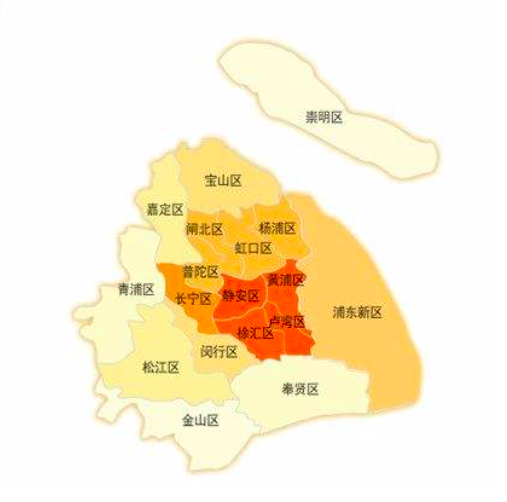 崇明区
宝山区
嘉定区
闸北区
杨浦区
虹口区
普陀区
黄浦区
青浦区
长宁区
静安区
浦东新区
卢湾区
徐汇区
闵行区
松江区
奉贤区
金山区